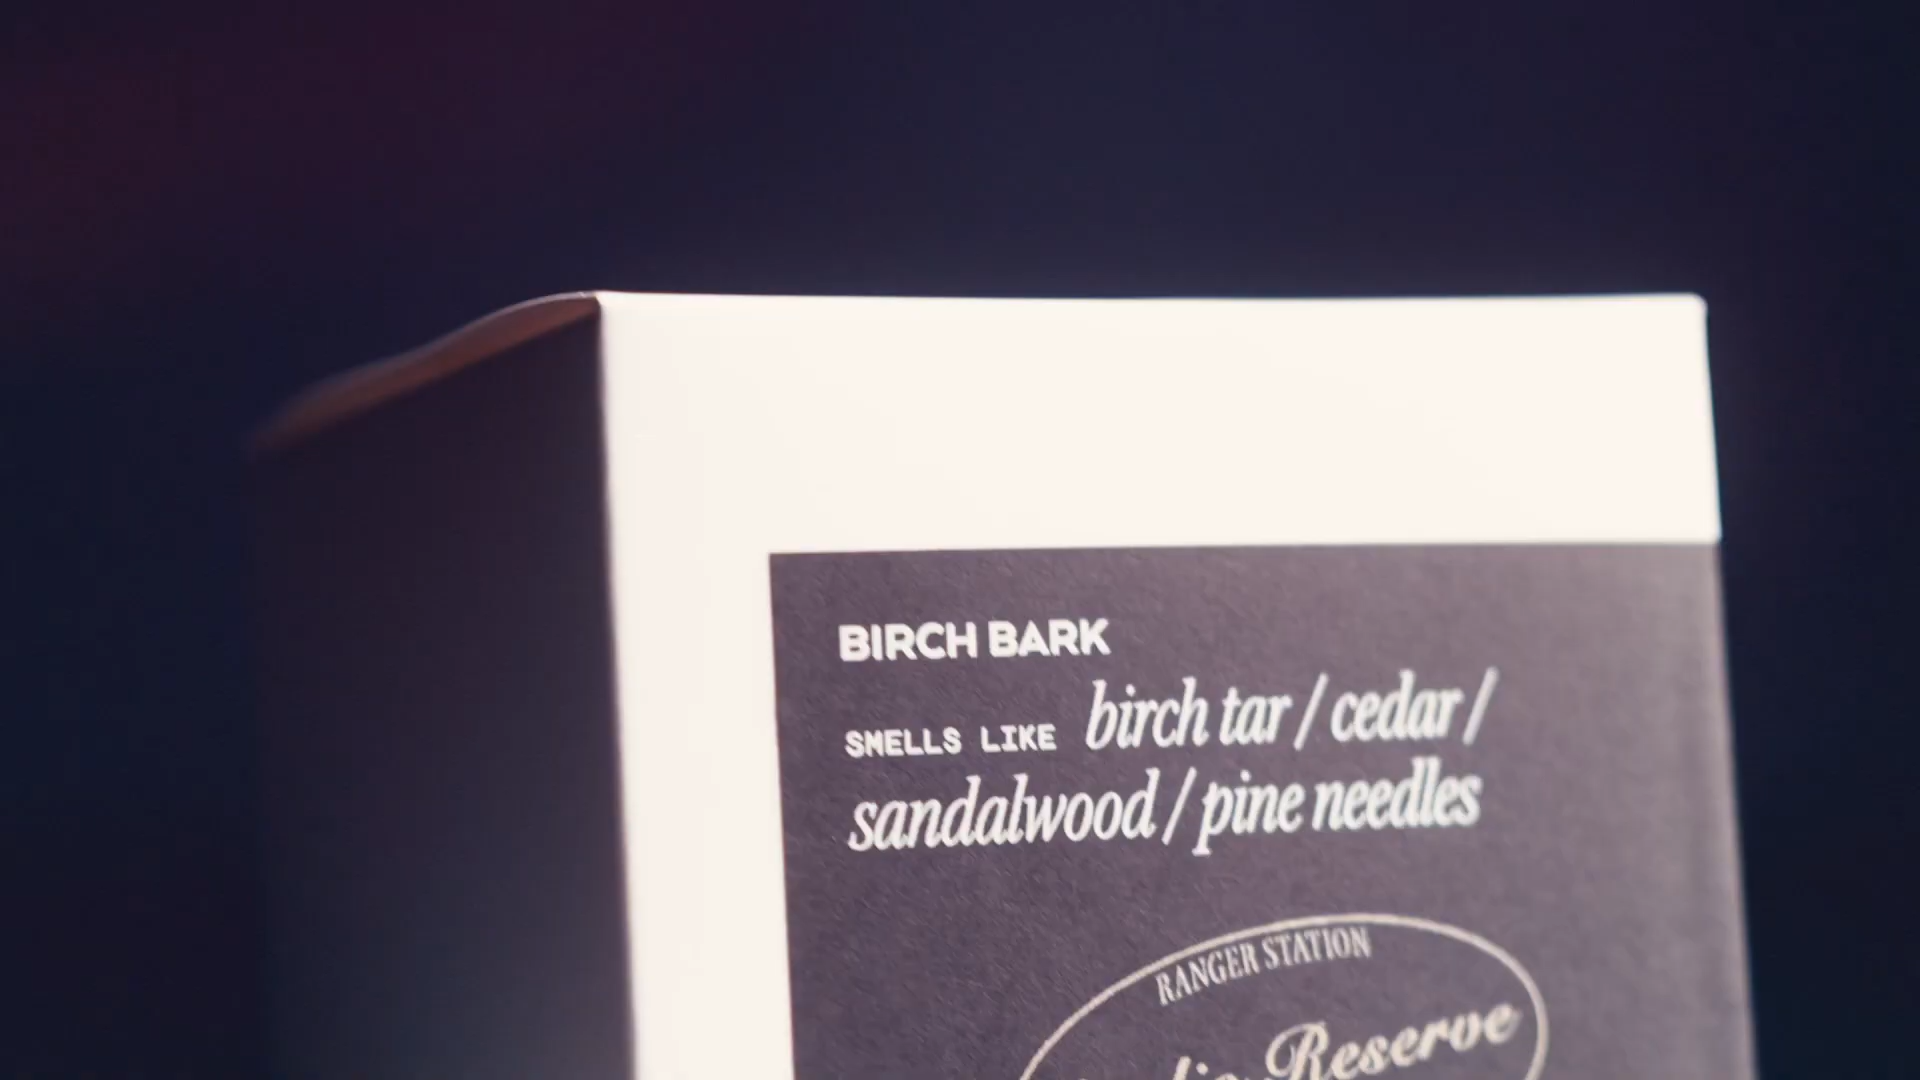 BIRCH BARK
SMELLS LIKE birch tar / cedar /
sandalwood / pine needles
RANGER STATION
Reserve